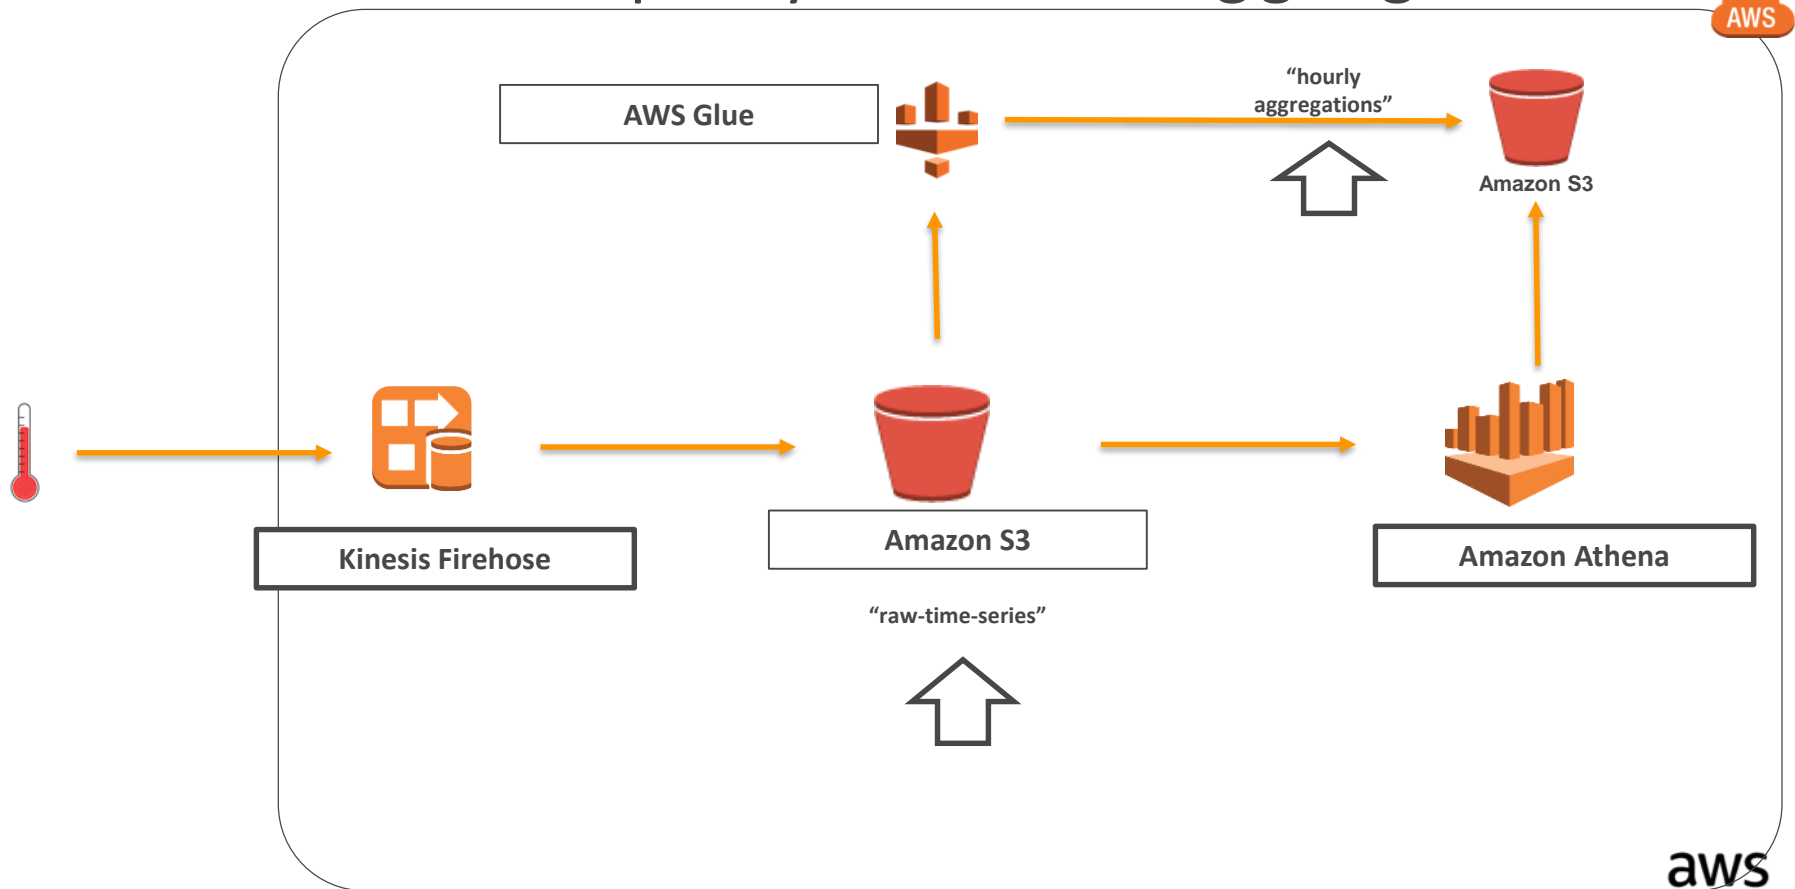 AWS
“hourly
aggregations”
AWS Glue
Amazon S3
Kinesis Firehose
Amazon S3
Amazon Athena
“raw-time-series”
aws